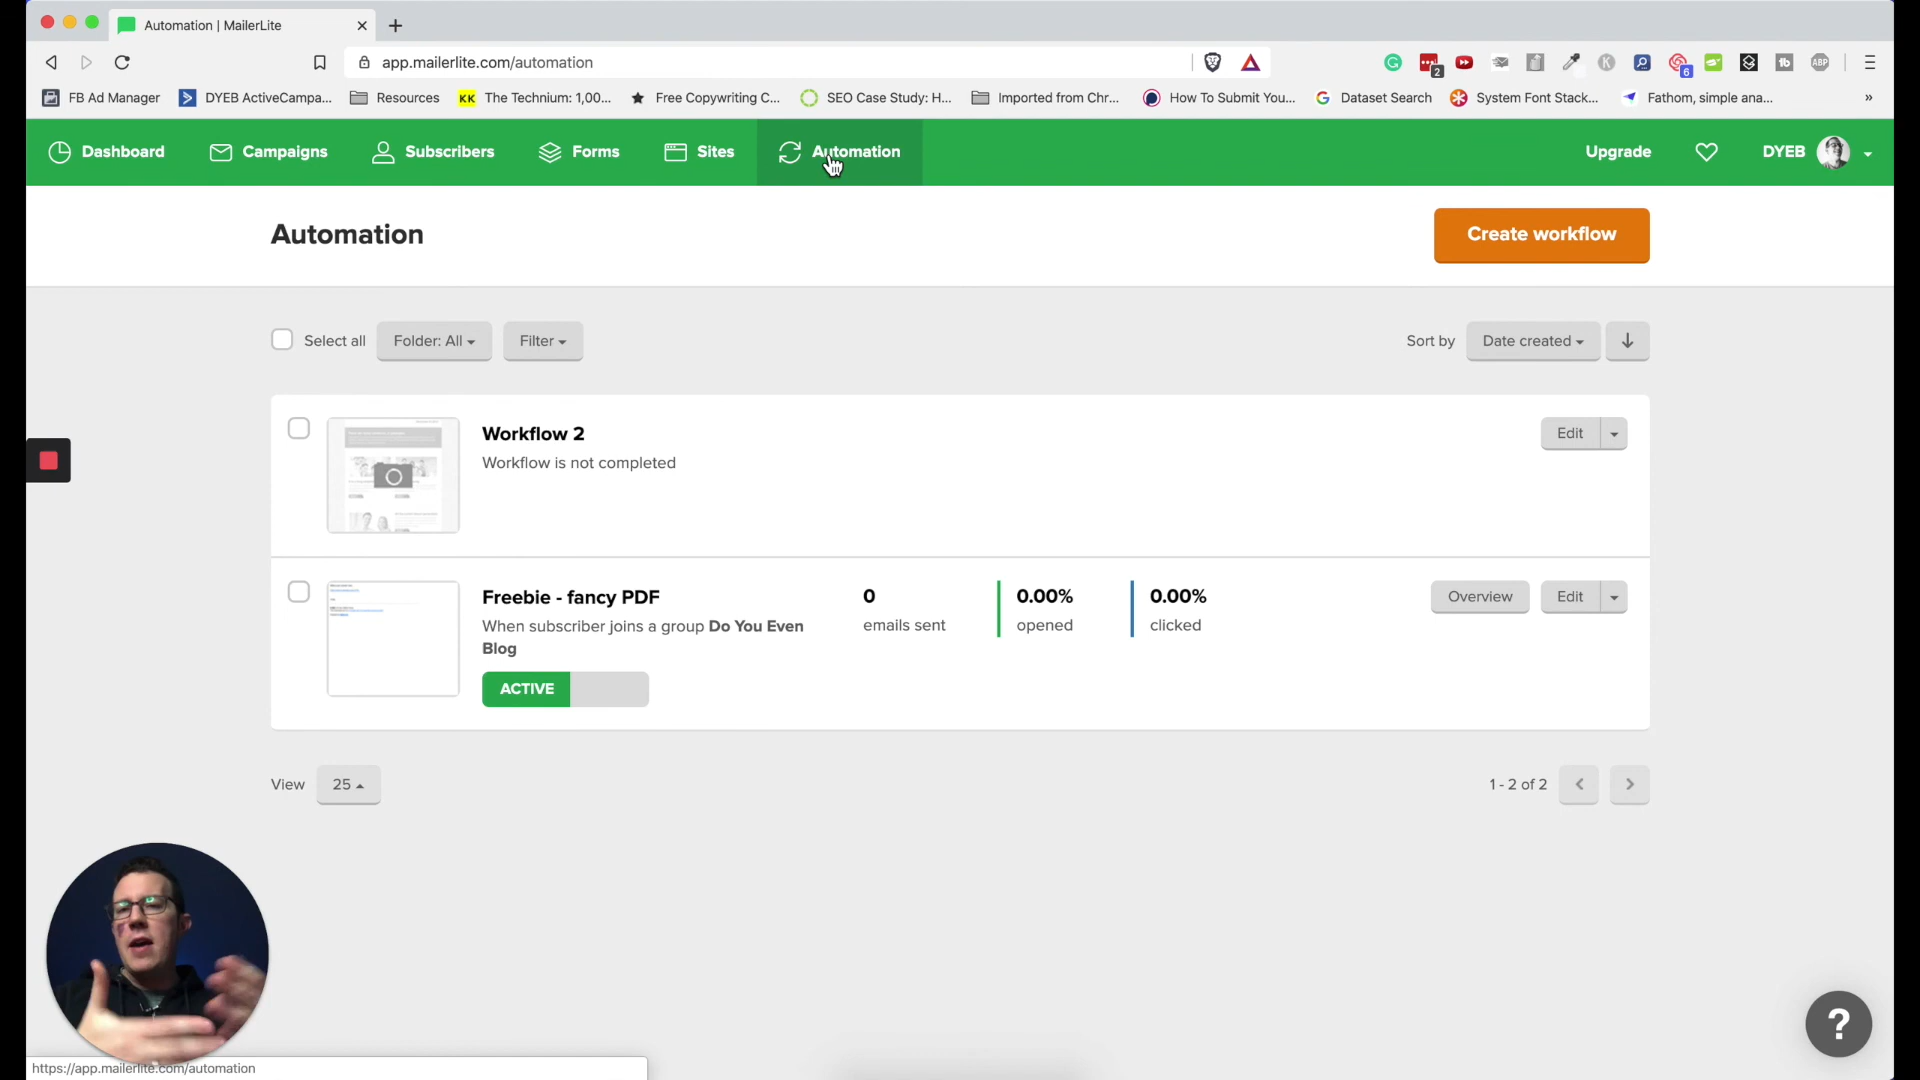 Automation | MailerLite
app.mailerlite.com/automation
2
6
fb
ABP
FB Ad Manager
DYEB ActiveCampa...
Resources
KK The Technium: 1,00...
Free Copywriting C...
SEO Case Study: H...
Imported from Chr...
How To Submit You...
Dataset Search
System Font Stack...
Fathom, simple ana...
»
Dashboard
Campaigns
Subscribers
Forms
Sites
Automation
Upgrade
DYEB
Automation
Create workflow
Select all
Folder: All
Filter
Sort by
Date created
Workflow 2
Workflow is not completed
Edit
Freebie - fancy PDF
When subscriber joins a group Do You Even
Blog
ACTIVE
0
emails sent
0.00%
opened
0.00%
clicked
Overview
Edit
View
25
1 - 2 of 2
?
https://app.mailerlite.com/automation